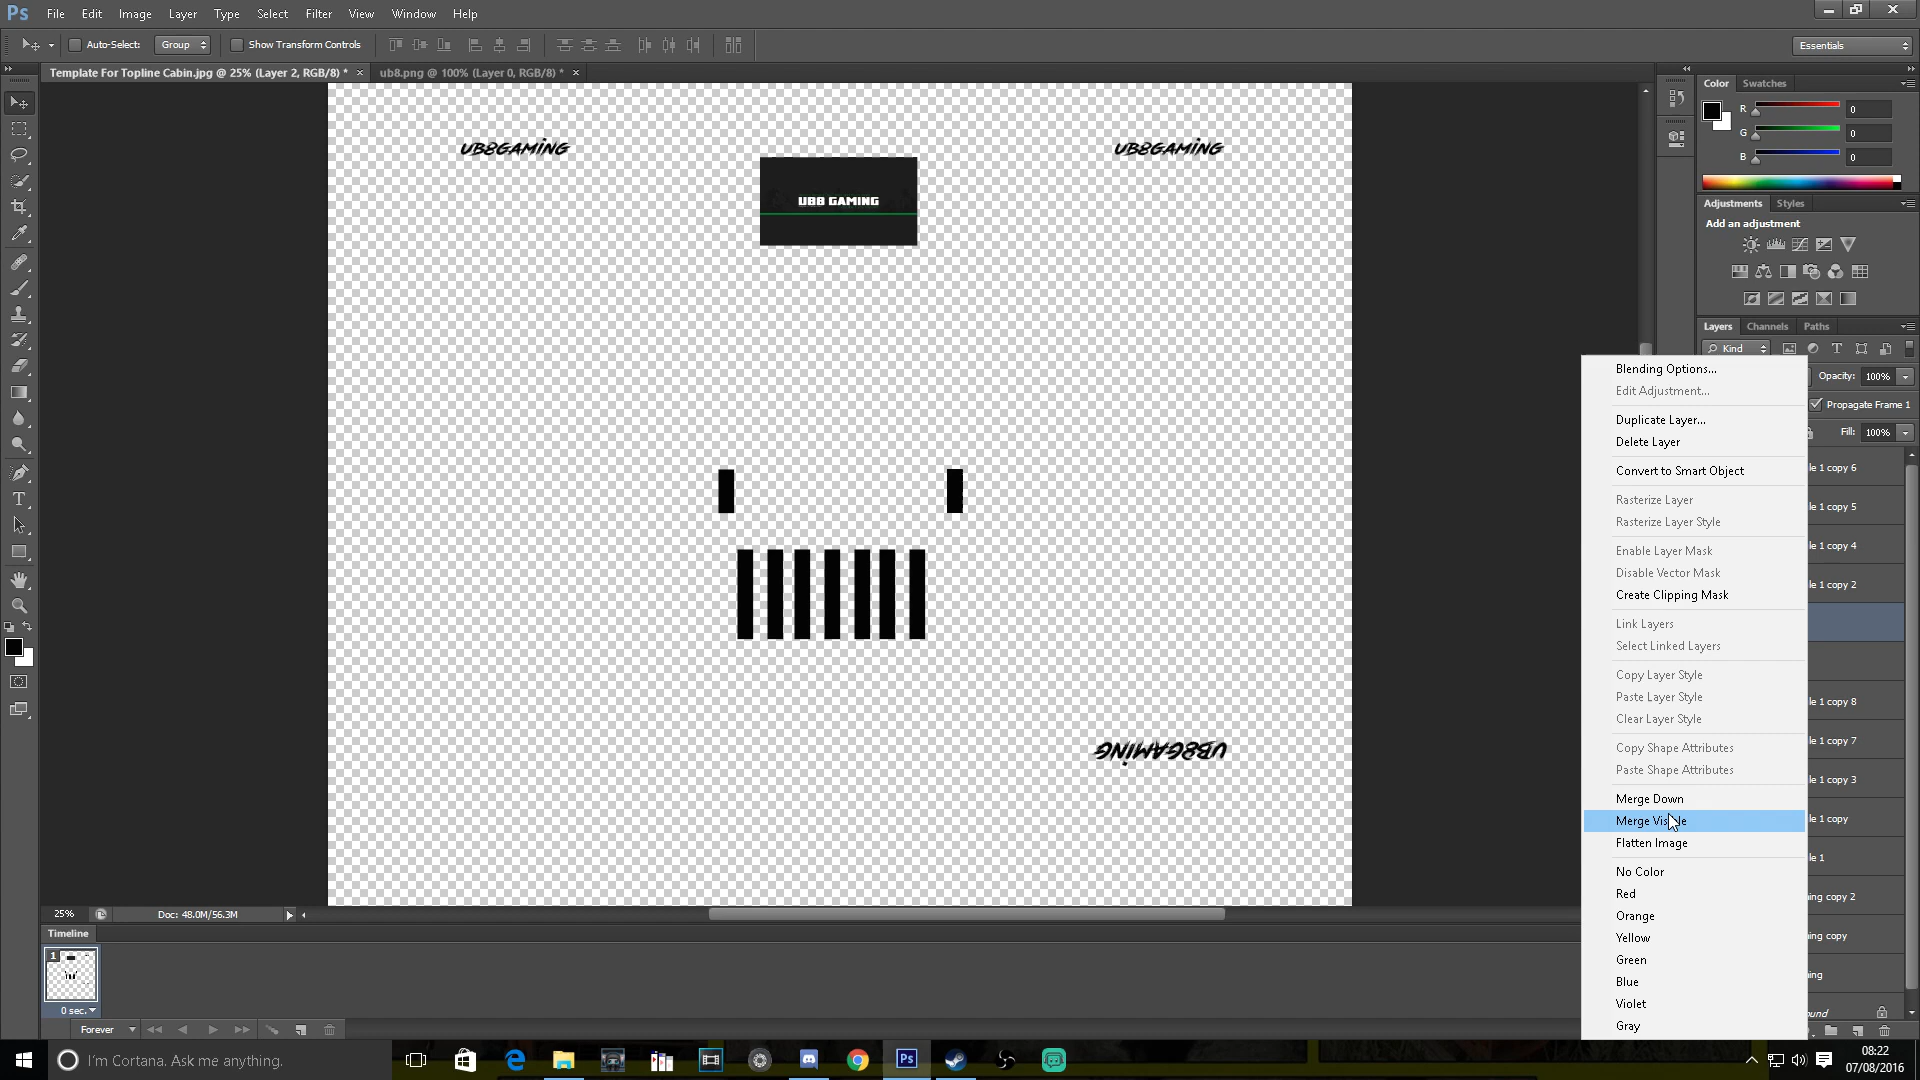 Ps File Edit Image Layer Type Select Filter View Window Help
Auto-Select: Group Show Transform Controls Essentials
Template For Topline Cabin.jpg @ 25% (Layer 2, RGB/8) * × ub8.png @ 100% (Layer 0, RGB/8) * ×
Color Swatches
R 0
G 0
B 0
UB8GAMING UB8GAMING
UB8 GAMING
Adjustments Styles
Add an adjustment
Layers Channels Paths
Kind
Opacity: 100%
Propagate Frame 1
Fill: 100%
Blending Options...
Edit Adjustment...
Duplicate Layer...
Delete Layer
Convert to Smart Object
Rasterize Layer
Rasterize Layer Style
Enable Layer Mask
Disable Vector Mask
Create Clipping Mask
Link Layers
Select Linked Layers
Copy Layer Style
Paste Layer Style
Clear Layer Style
Copy Shape Attributes
Paste Shape Attributes
Merge Down
Merge Visible
Flatten Image
No Color
Red
Orange
Yellow
Green
Blue
Violet
Gray
le 1 copy 6
le 1 copy 5
le 1 copy 4
le 1 copy 2
le 1 copy 8
le 1 copy 7
le 1 copy 3
le 1 copy
le 1
ing copy 2
ing copy
ing
ound
UB8GAMING
25% Doc: 48.0M/56.3M
Timeline
1
0 sec.
Forever
I'm Cortana. Ask me anything.
Ps
08:22
07/08/2016